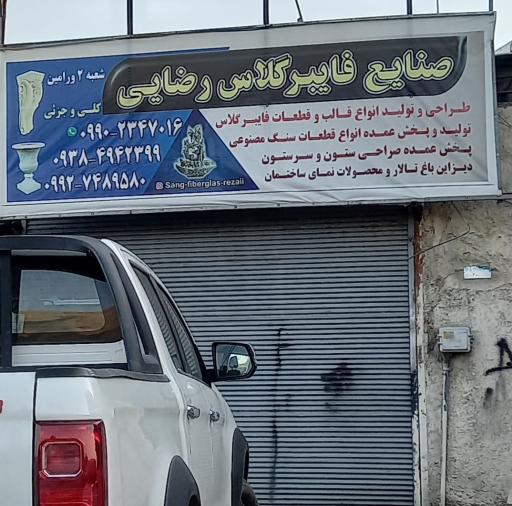 صنایع فایبرگلاس رضایی
طراحی و تولید انواع قالب و قطعات فایبرگلاس
تولید و پخش عمده انواع قطعات سنگ مصنوعی
پخش عمده صراحی ستون و سرستون
دیزاین باغ تالار و محصولات نمای ساختمان
شعبه ۲ ورامین
کلی و جزئی
۰۹۹۰-۲۳۴۷۰۱۶
۰۹۳۸-۴۹۴۲۳۹۹
۰۹۹۲-۷۴۸۹۵۸۰
Sang-fiberglas-rezaii